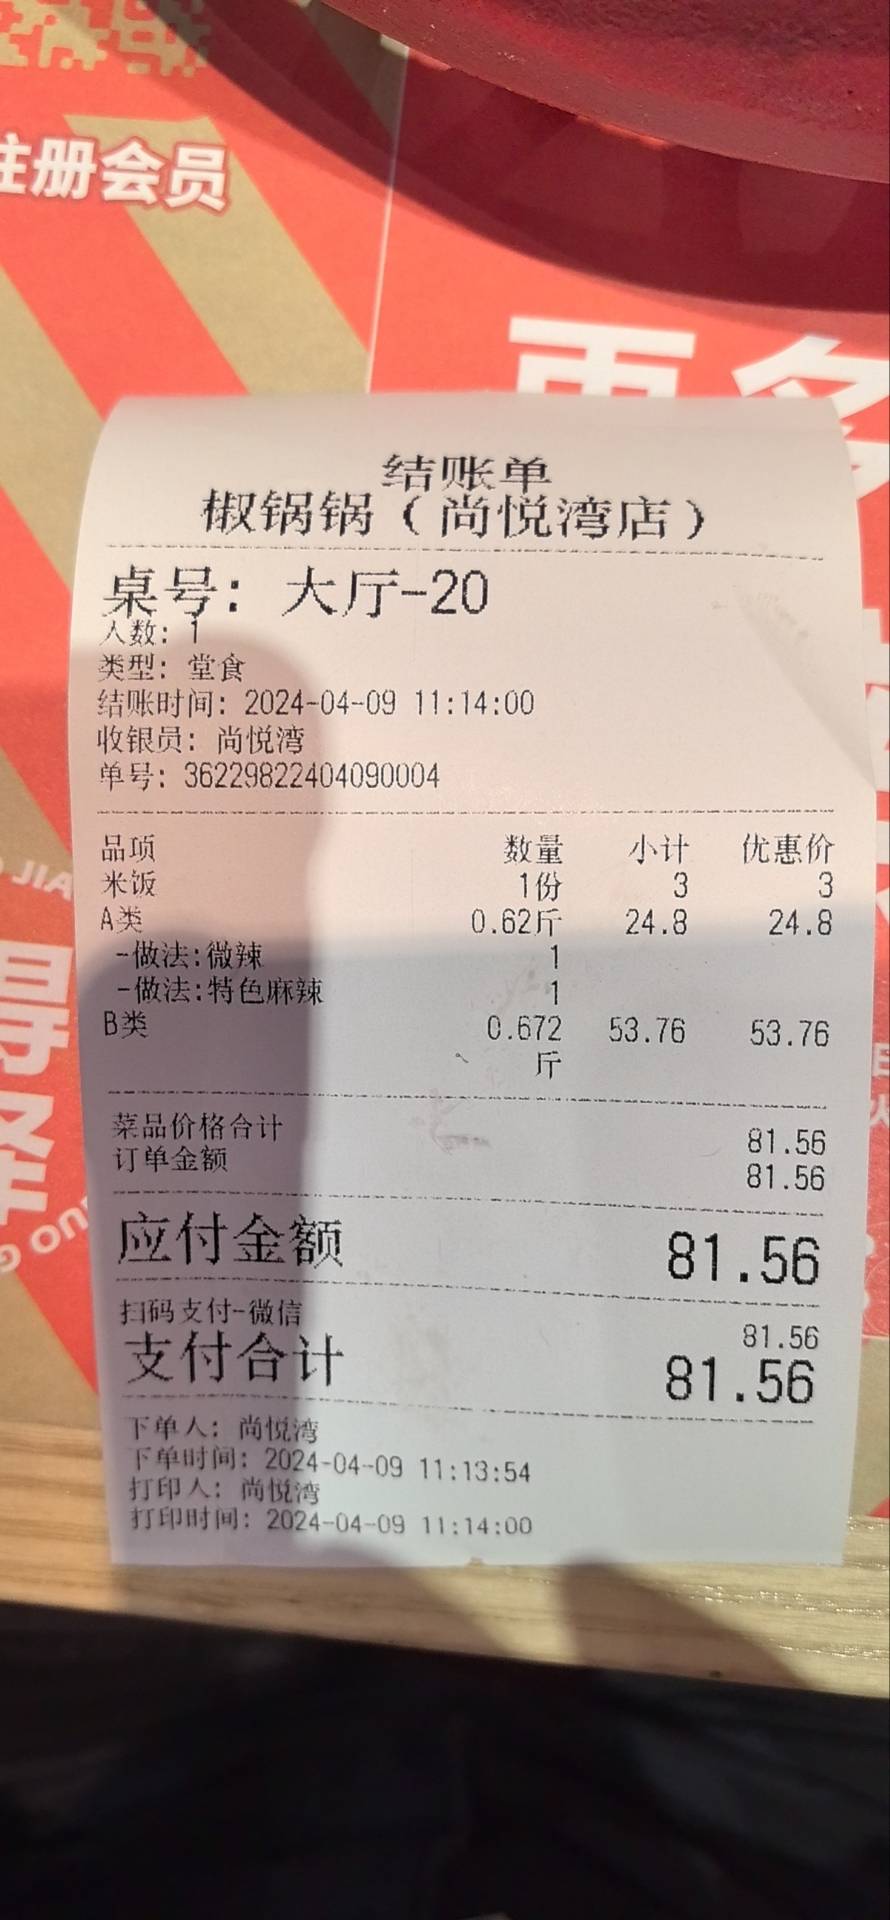 注册会员
更多
结账单
椒锅锅（尚悦湾店）
桌号: 大厅-20
人数: 1
类型: 堂食
结账时间: 2024-04-09 11:14:00
收银员: 尚悦湾
单号: 36229822404090004
品项 数量 小计 优惠价
米饭 1份 3 3
A类 0.62斤 24.8 24.8
-做法:微辣 1
-做法:特色麻辣 1
B类 0.672斤 53.76 53.76
菜品价格合计 81.56
订单金额 81.56
应付金额 81.56
扫码支付-微信 81.56
支付合计 81.56
下单人: 尚悦湾
下单时间: 2024-04-09 11:13:54
打印人: 尚悦湾
打印时间: 2024-04-09 11:14:00
JIA